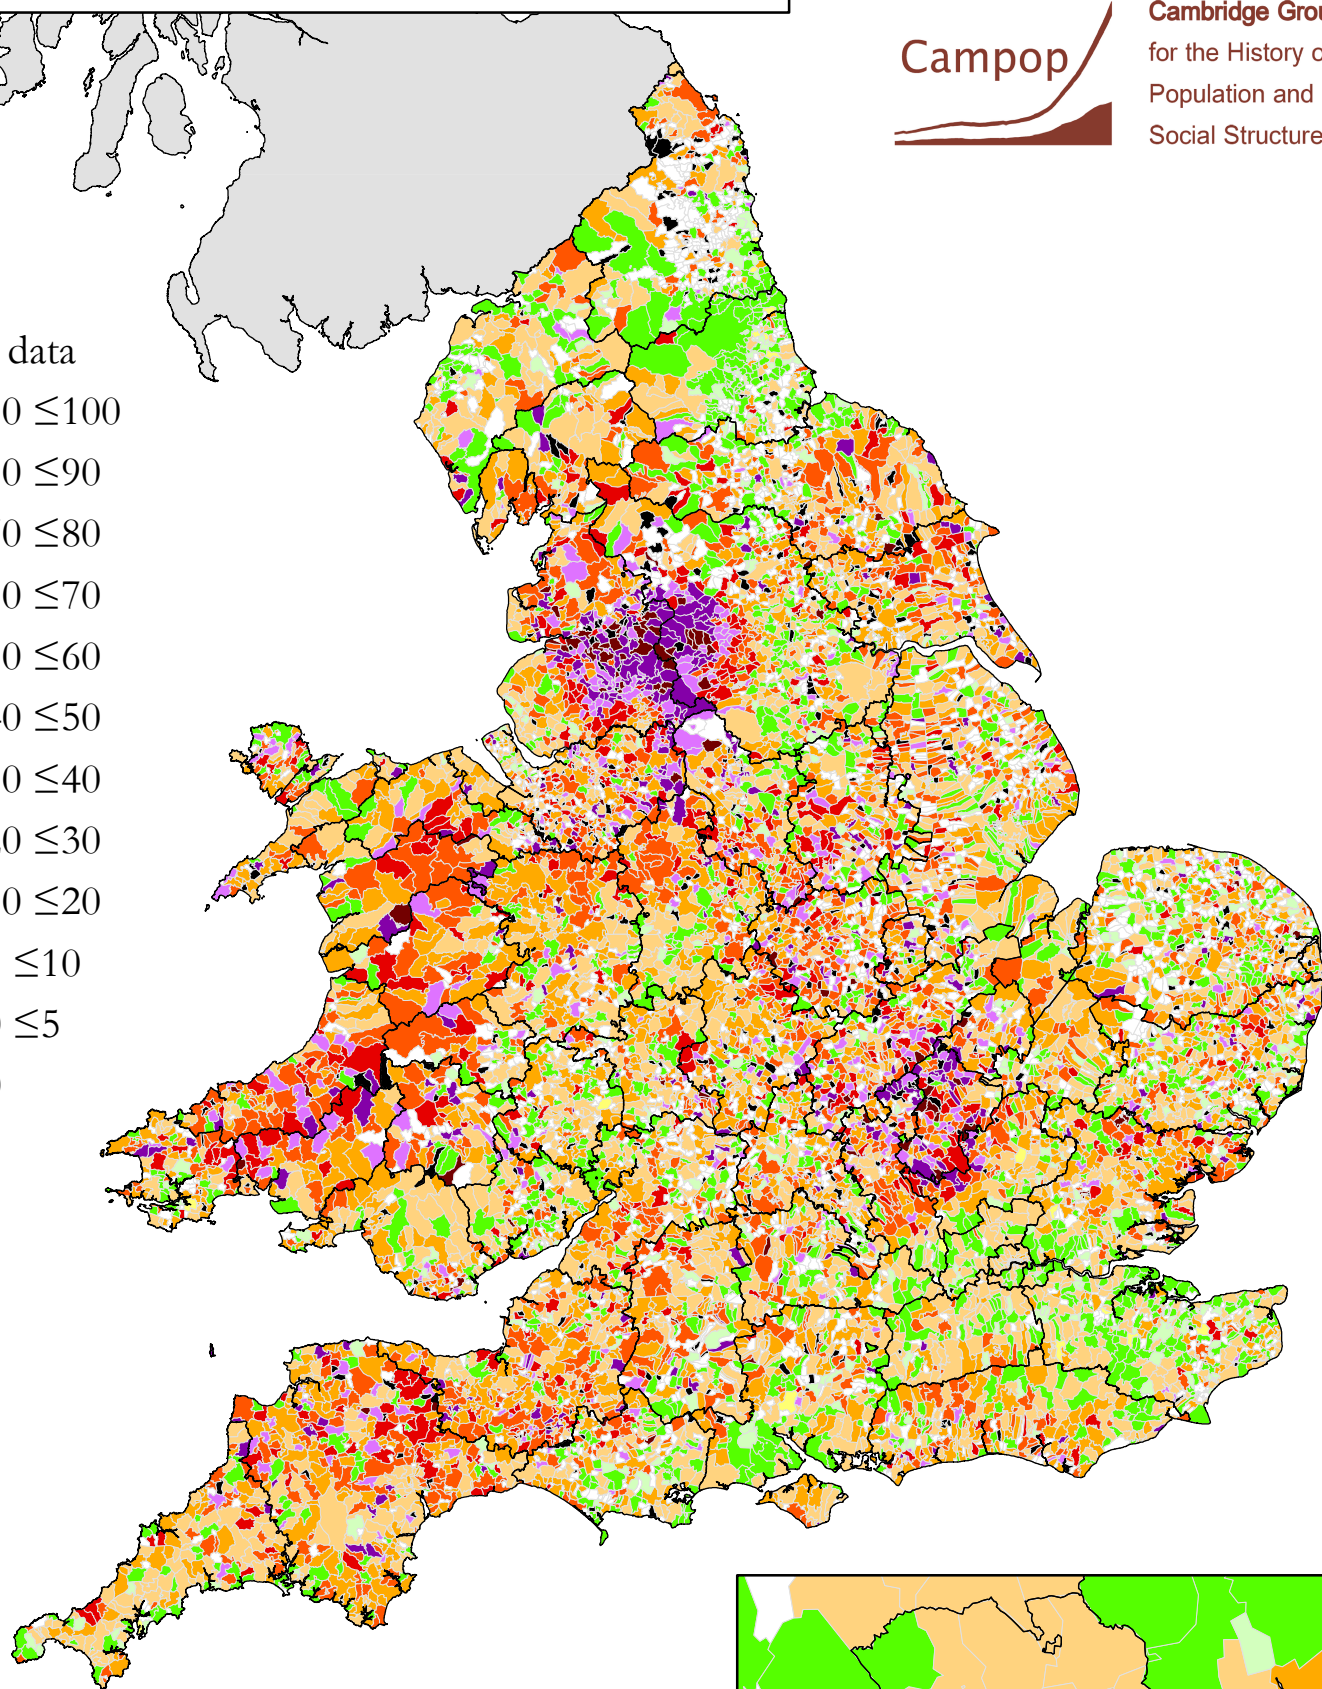 Campop
Cambridge Grou
for the History o
Population and
Social Structure
data
0 ≤100
0 ≤90
0 ≤80
0 ≤70
0 ≤60
0 ≤50
0 ≤40
0 ≤30
0 ≤20
≤10
≤5